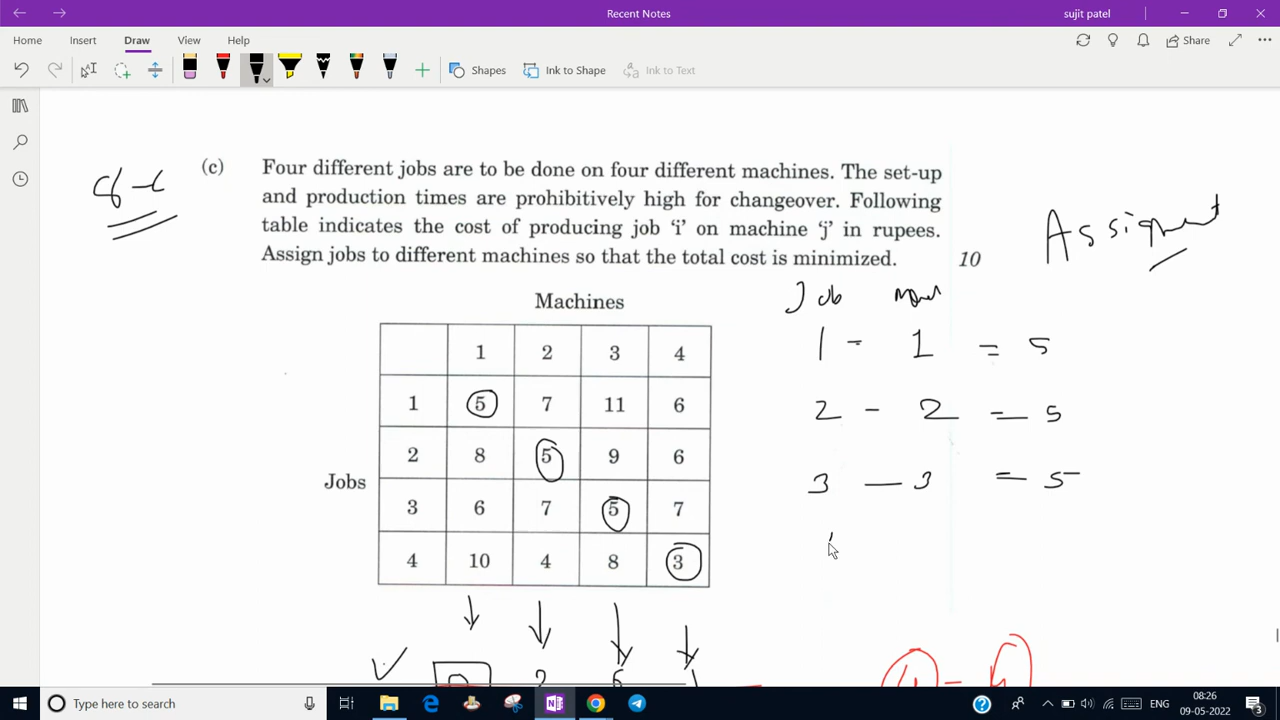 Recent Notes
sujit patel
Home Insert Draw View Help
Share
Shapes Ink to Shape Ink to Text
(c) Four different jobs are to be done on four different machines. The set-up
and production times are prohibitively high for changeover. Following
table indicates the cost of producing job 'i' on machine 'j' in rupees.
Assign jobs to different machines so that the total cost is minimized. 10
Machines
1 2 3 4
1 5 7 11 6
2 8 5 9 6
Jobs
3 6 7 5 7
4 10 4 8 3
Job
1 - 1 = 5
2 - 2 = 5
3 - 3 = 5
0 2 6 1
Type here to search
ENG
08:26
09-05-2022
3